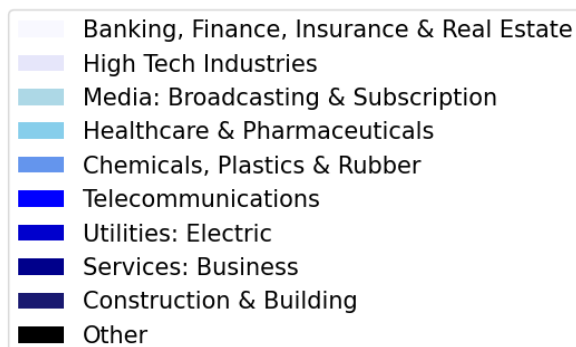 Banking, Finance, Insurance & Real Estate
High Tech Industries
Media: Broadcasting & Subscription
Healthcare & Pharmaceuticals
Chemicals, Plastics & Rubber
Telecommunications
Utilities: Electric
Services: Business
Construction & Building
Other